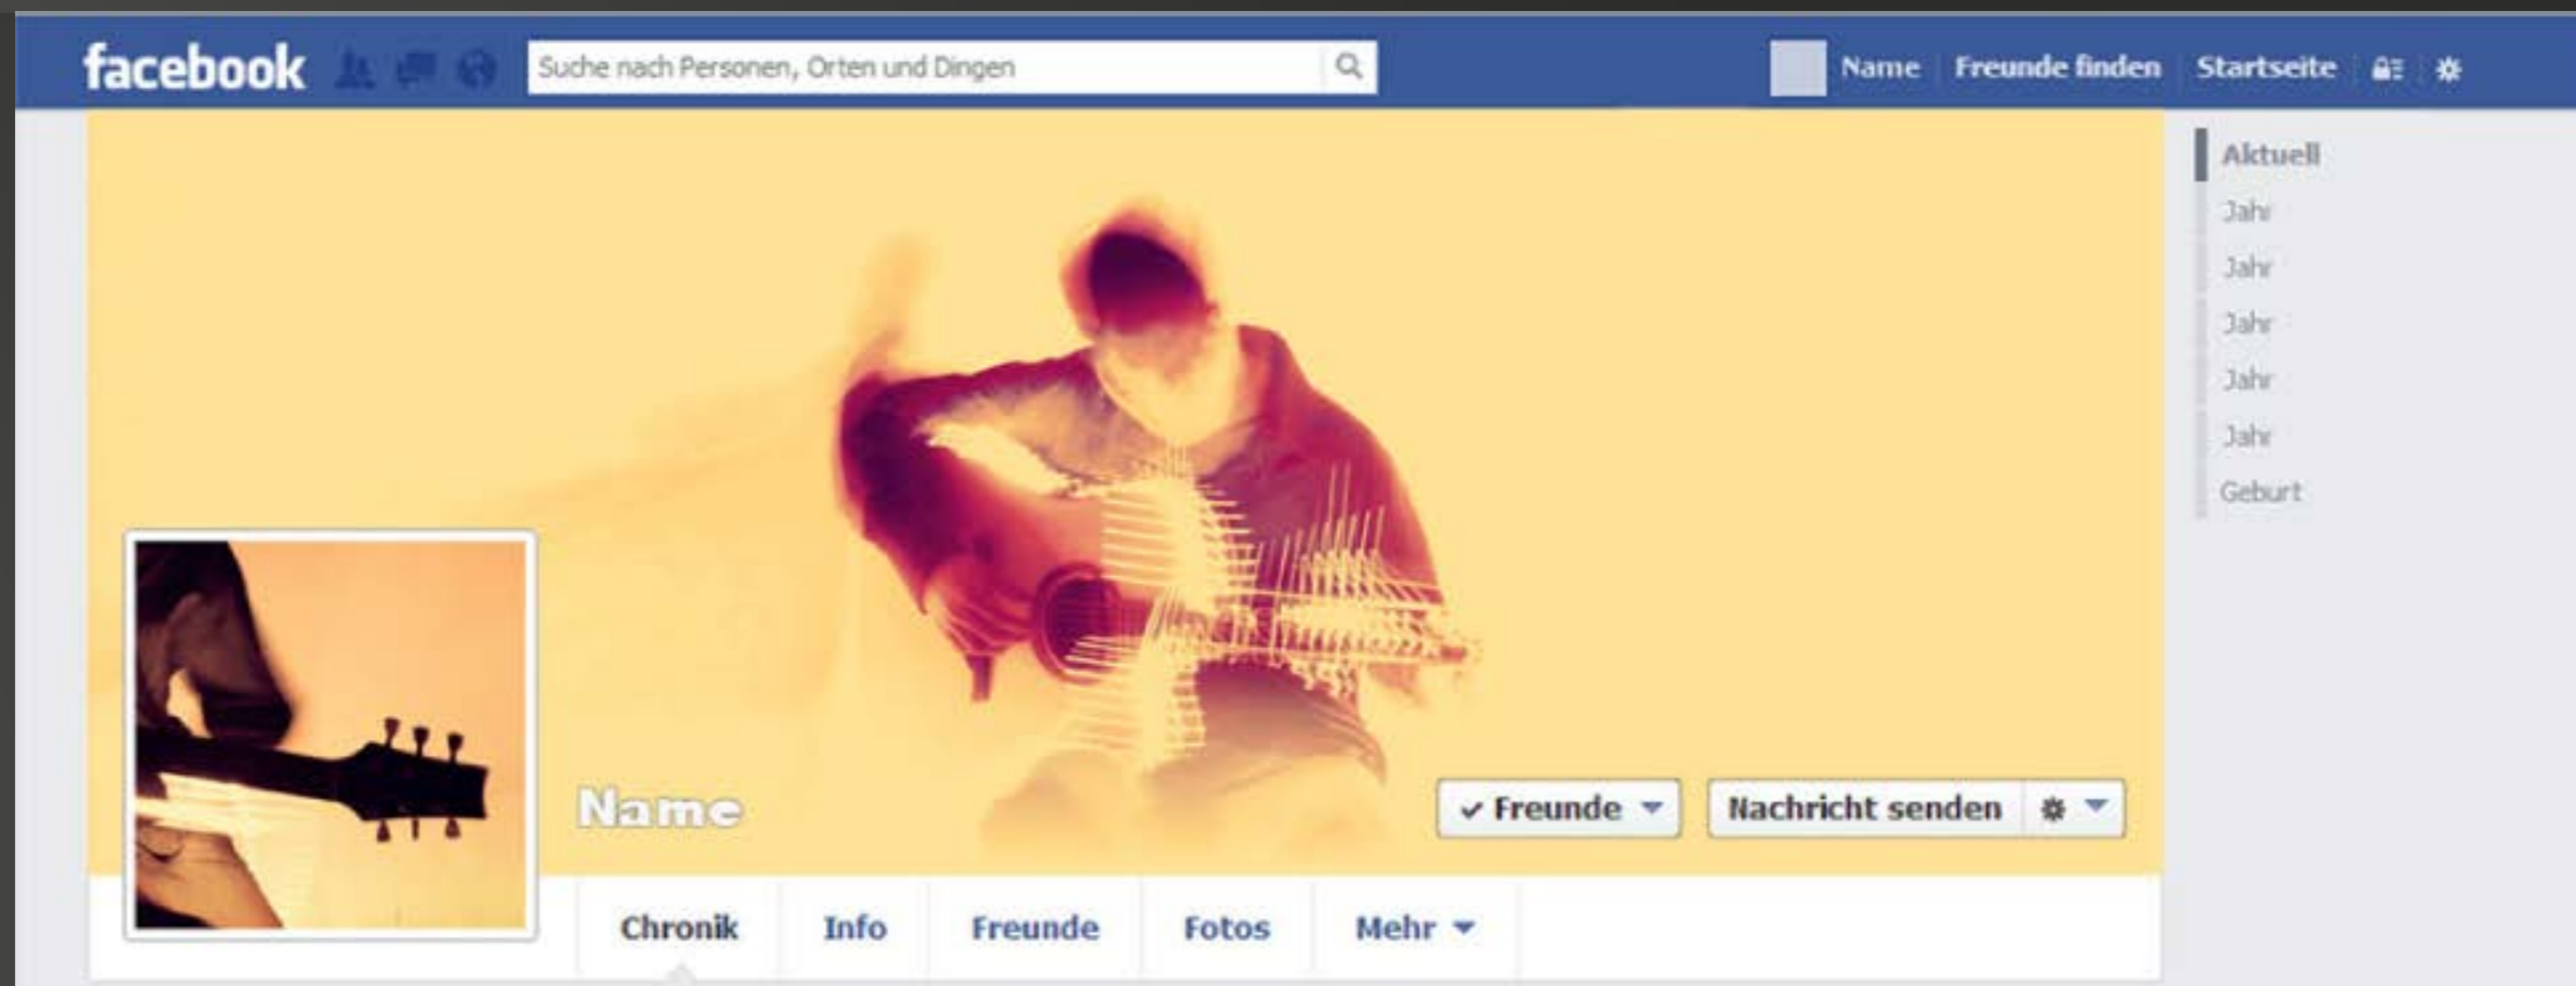 facebook Suche nach Personen, Orten und Dingen Name Freunde finden Startseite
Aktuell
Jahr
Jahr
Jahr
Jahr
Jahr
Geburt
Name ✓ Freunde Nachricht senden
Chronik Info Freunde Fotos Mehr